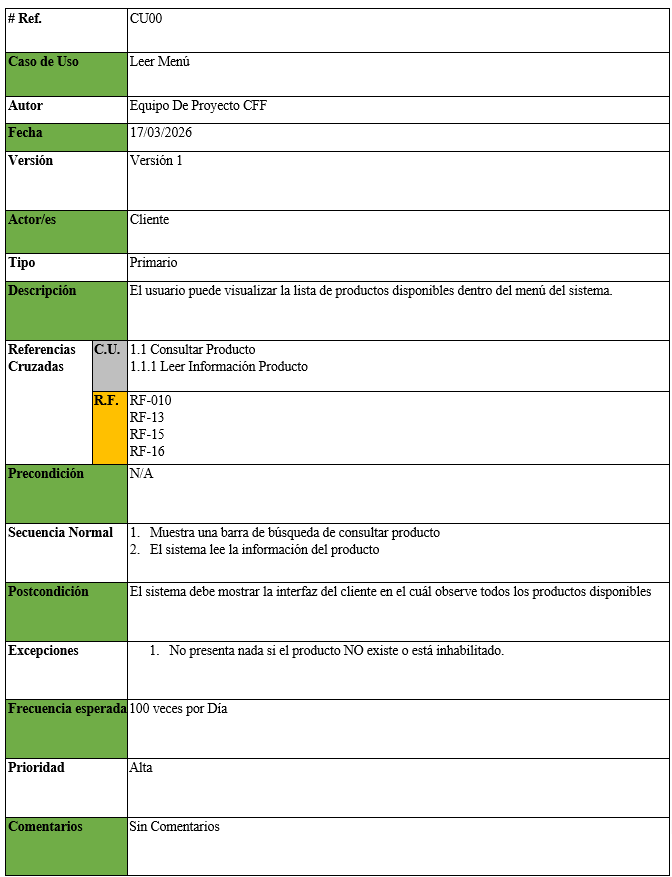 # Ref. CU00
Caso de Uso Leer Menú
Autor Equipo De Proyecto CFF
Fecha 17/03/2026
Versión Versión 1
Actor/es Cliente
Tipo Primario
Descripción El usuario puede visualizar la lista de productos disponibles dentro del menú del sistema.
Referencias C.U. 1.1 Consultar Producto
Cruzadas 1.1.1 Leer Información Producto
R.F. RF-010
RF-13
RF-15
RF-16
Precondición N/A
Secuencia Normal 1. Muestra una barra de búsqueda de consultar producto
2. El sistema lee la información del producto
Postcondición El sistema debe mostrar la interfaz del cliente en el cuál observe todos los productos disponibles
Excepciones 1. No presenta nada si el producto NO existe o está inhabilitado.
Frecuencia esperada 100 veces por Día
Prioridad Alta
Comentarios Sin Comentarios